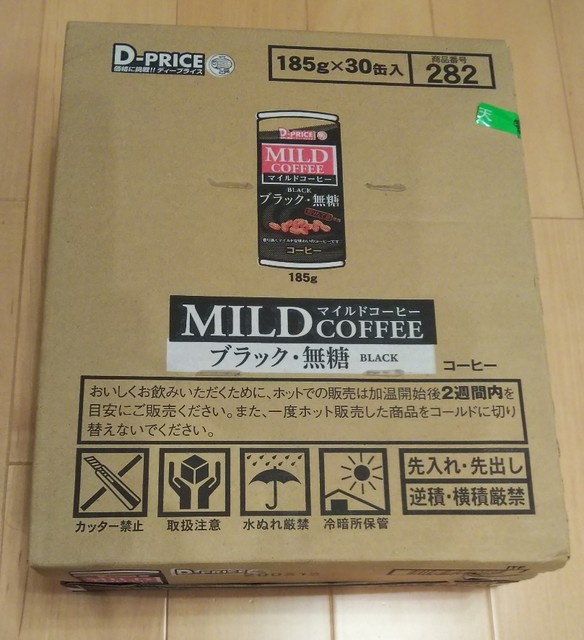 D-PRICE
価格に挑戦!! ディープライス
185g×30缶入
商品番号
282
天
D-PRICE
MILD
COFFEE
マイルドコーヒー
BLACK
ブラック・無糖
コーヒー
185g
MILD
マイルドコーヒー
COFFEE
ブラック・無糖 BLACK
コーヒー
おいしくお飲みいただくために、ホットでの販売は加温開始後2週間内を
目安にご販売ください。また、一度ホット販売した商品をコールドに切り
替えないでください。
カッター禁止
取扱注意
水ぬれ厳禁
冷暗所保管
先入れ・先出し
逆積・横積厳禁
D-PRICE